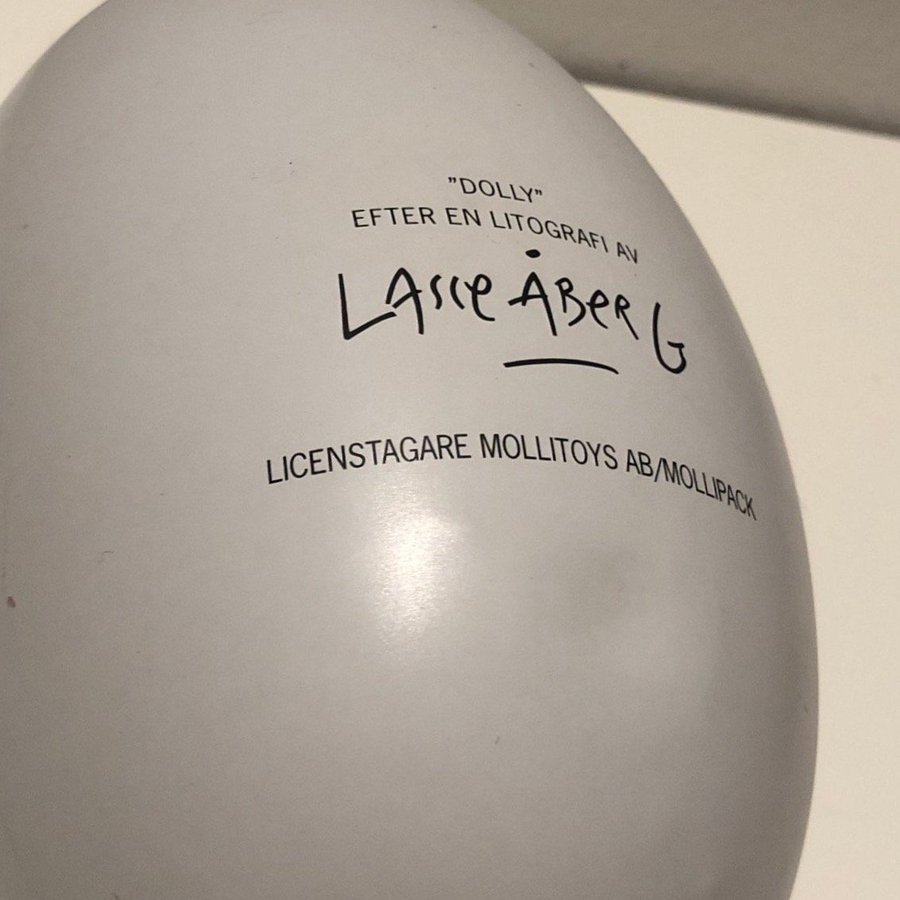 ”DOLLY”
EFTER EN LITOGRAFI AV
LASSE ÅBERG
LICENSTAGARE MOLLITOYS AB/MOLLIPACK